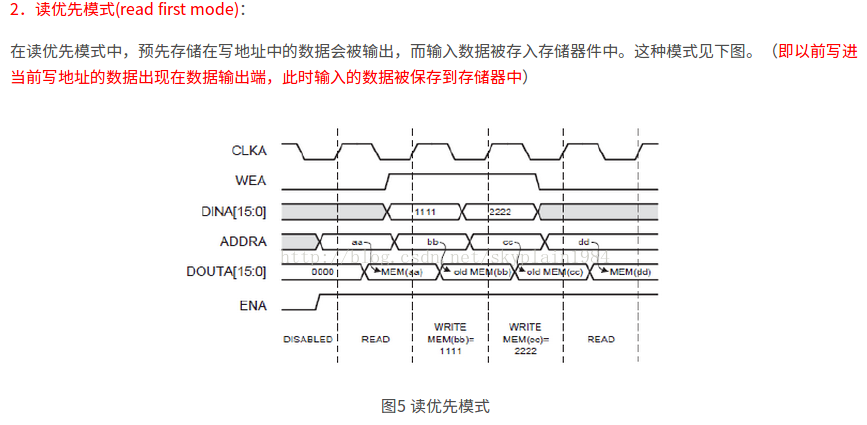 2．读优先模式(read first mode)：
在读优先模式中，预先存储在写地址中的数据会被输出，而输入数据被存入存储器件中。这种模式见下图。（即以前写进
当前写地址的数据出现在数据输出端，此时输入的数据被保存到存储器中）
CLKA
WEA
DINA[15:0] 1111 2222
ADDRA aa bb cc dd
http://blog.csdn.net/skyplain1984
DOUTA[15:0] 0000 MEM(aa) old MEM(bb) old MEM(cc) MEM(dd)
ENA
DISABLED READ WRITE MEM(bb)= 1111 WRITE MEM(cc)= 2222 READ
图5 读优先模式